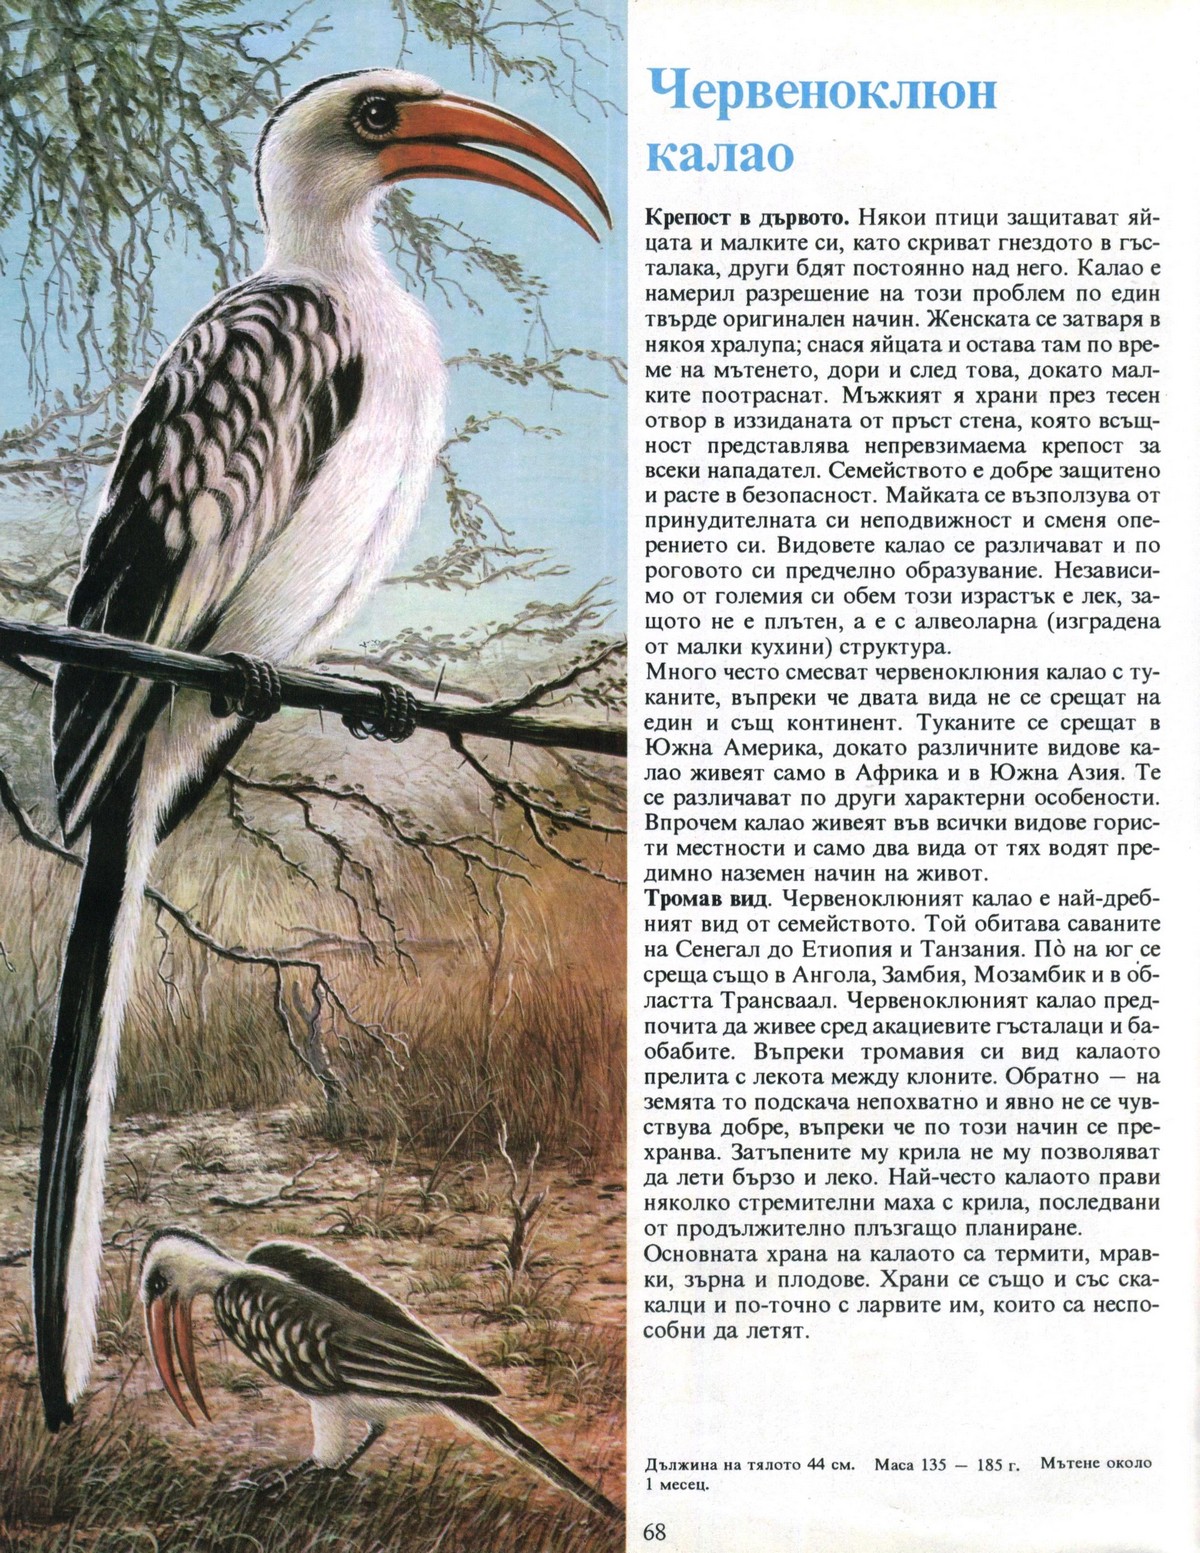 Червеноклюн
калао
Крепост в дървото. Някои птици защитават яй-
цата и малките си, като скриват гнездото в гъс-
талака, други бдят постоянно над него. Калао е
намерил разрешение на този проблем по един
твърде оригинален начин. Женската се затваря в
някоя хралупа; снася яйцата и остава там по вре-
ме на мътенето, дори и след това, докато мал-
ките поотраснат. Мъжкият я храни през тесен
отвор в иззиданата от пръст стена, която всъщ-
ност представлява непревзимаема крепост за
всеки нападател. Семейството е добре защитено
и расте в безопасност. Майката се възползува от
принудителната си неподвижност и сменя опе-
рението си. Видовете калао се различават и по
роговото си предчелно образувание. Независи-
мо от големия си обем този израстък е лек, за-
щото не е плътен, а е с алвеоларна (изградена
от малки кухини) структура.
Много често смесват червеноклюния калао с ту-
каните, въпреки че двата вида не се срещат на
един и същ континент. Туканите се срещат в
Южна Америка, докато различните видове ка-
лао живеят само в Африка и в Южна Азия. Те
се различават по други характерни особености.
Впрочем калао живеят във всички видове горис-
ти местности и само два вида от тях водят пре-
димно наземен начин на живот.
Тромав вид. Червеноклюният калао е най-дреб-
ният вид от семейството. Той обитава саваните
на Сенегал до Етиопия и Танзания. По̀ на юг се
среща също в Ангола, Замбия, Мозамбик и в об-
ластта Трансваал. Червеноклюният калао пред-
почита да живее сред акациевите гъсталаци и ба-
обабите. Въпреки тромавия си вид калаото
прелита с лекота между клоните. Обратно — на
земята то подскача непохватно и явно не се чув-
ствува добре, въпреки че по този начин се пре-
хранва. Затъпените му крила не му позволяват
да лети бързо и леко. Най-често калаото прави
няколко стремителни маха с крила, последвани
от продължително плъзгащо планиране.
Основната храна на калаото са термити, мрав-
ки, зърна и плодове. Храни се също и със ска-
калци и по-точно с ларвите им, които са неспо-
собни да летят.
Дължина на тялото 44 см. Маса 135 — 185 г. Мътене около
1 месец.
68